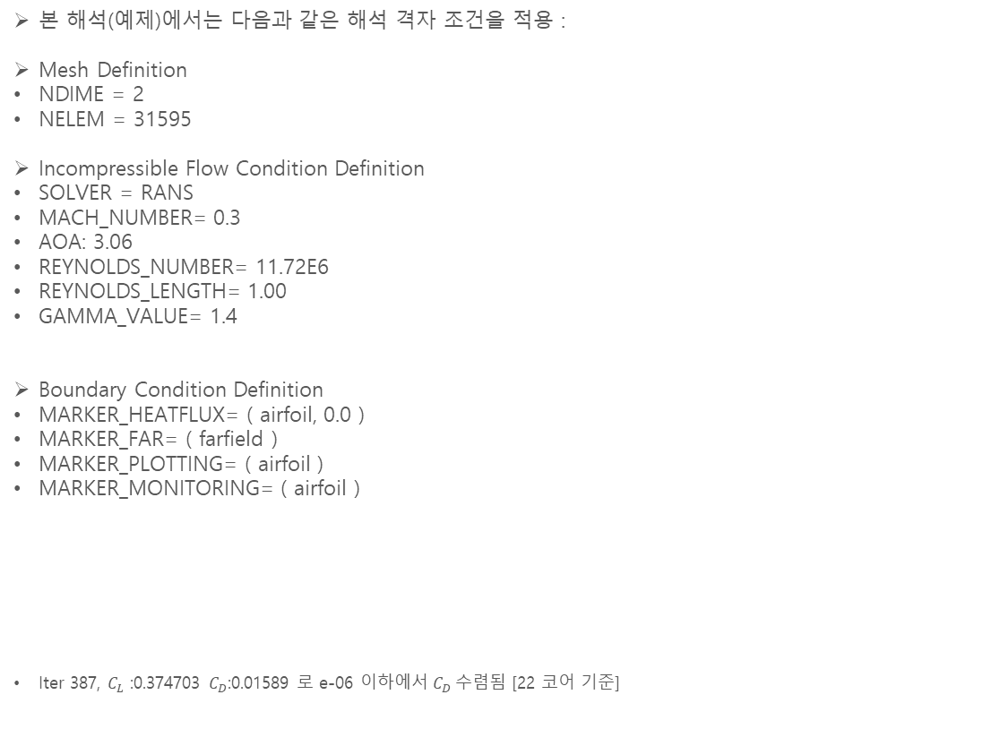 ➢ 본 해석(예제)에서는 다음과 같은 해석 격자 조건을 적용 :
➢ Mesh Definition
• NDIME = 2
• NELEM = 31595
➢ Incompressible Flow Condition Definition
• SOLVER = RANS
• MACH_NUMBER= 0.3
• AOA: 3.06
• REYNOLDS_NUMBER= 11.72E6
• REYNOLDS_LENGTH= 1.00
• GAMMA_VALUE= 1.4
➢ Boundary Condition Definition
• MARKER_HEATFLUX= ( airfoil, 0.0 )
• MARKER_FAR= ( farfield )
• MARKER_PLOTTING= ( airfoil )
• MARKER_MONITORING= ( airfoil )
• Iter 387, C_L :0.374703 C_D:0.01589 로 e-06 이하에서 C_D 수렴됨 [22 코어 기준]